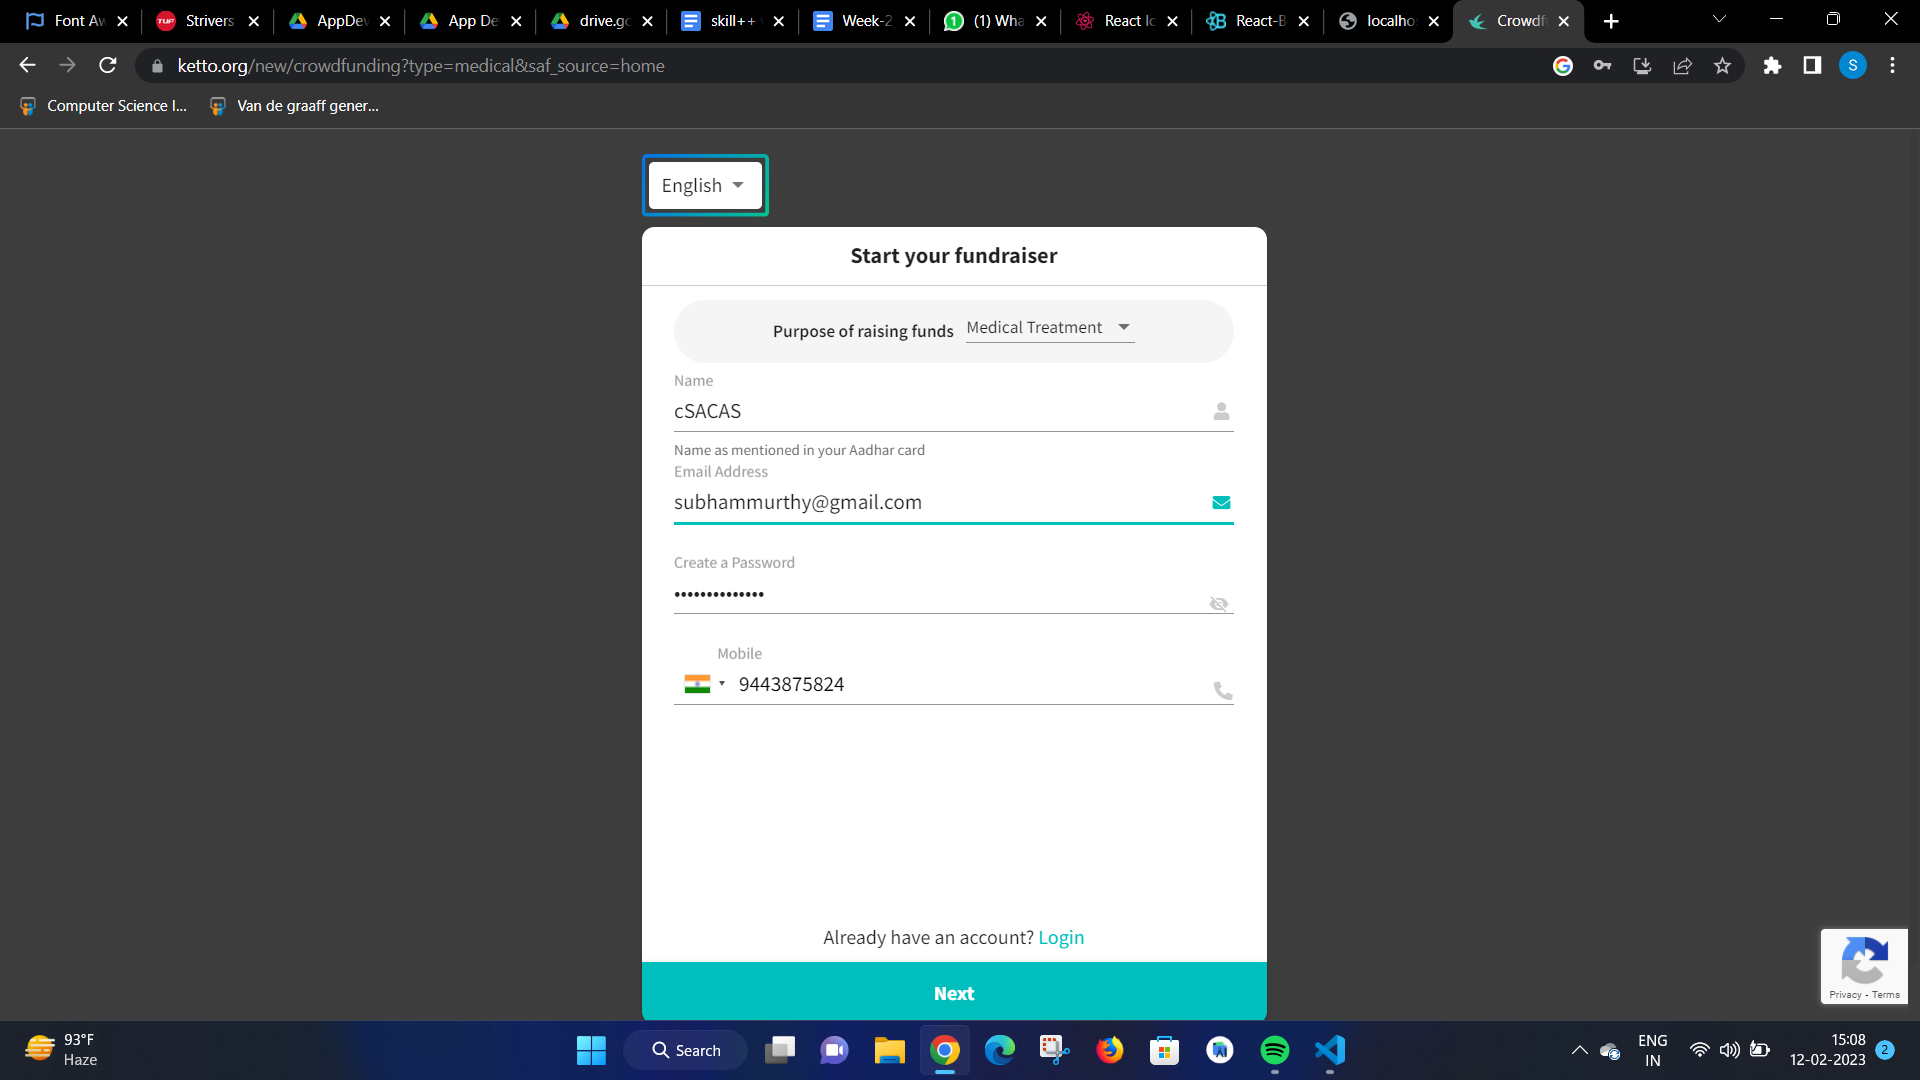 Font Aw
Strivers
AppDev
App De
drive.go
skill++
Week-2
(1) Wha
React Ic
React-B
localho
Crowdf
ketto.org/new/crowdfunding?type=medical&saf_source=home
S
Computer Science I...
Van de graaff gener...
English
Start your fundraiser
Purpose of raising funds
Medical Treatment
Name
cSACAS
Name as mentioned in your Aadhar card
Email Address
subhammurthy@gmail.com
Create a Password
••••••••••••••
Mobile
9443875824
Already have an account? Login
Next
Privacy - Terms
93°F
Haze
Search
ENG
IN
15:08
12-02-2023
2